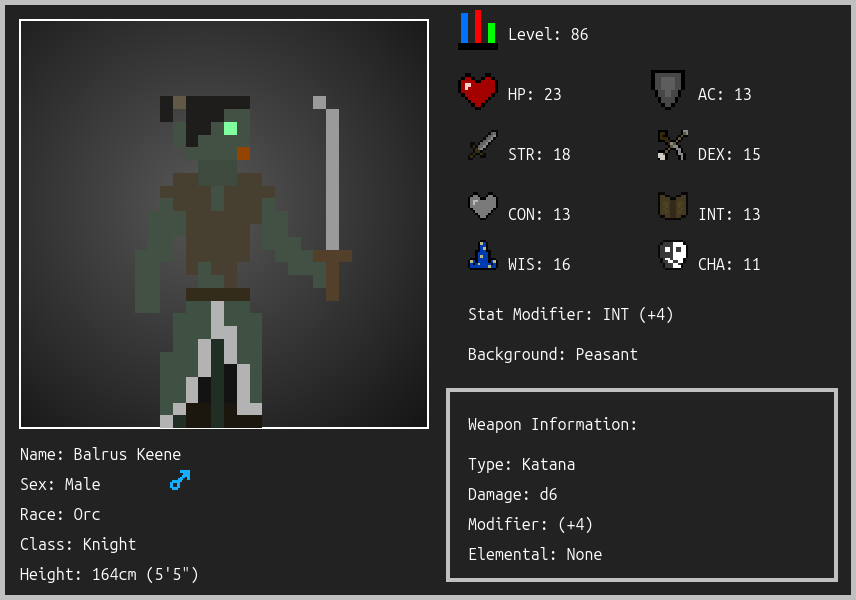 Level: 86
HP: 23
AC: 13
STR: 18
DEX: 15
CON: 13
INT: 13
WIS: 16
CHA: 11
Stat Modifier: INT (+4)
Background: Peasant
Weapon Information:
Type: Katana
Damage: d6
Modifier: (+4)
Elemental: None
Name: Balrus Keene
Sex: Male
Race: Orc
Class: Knight
Height: 164cm (5'5")